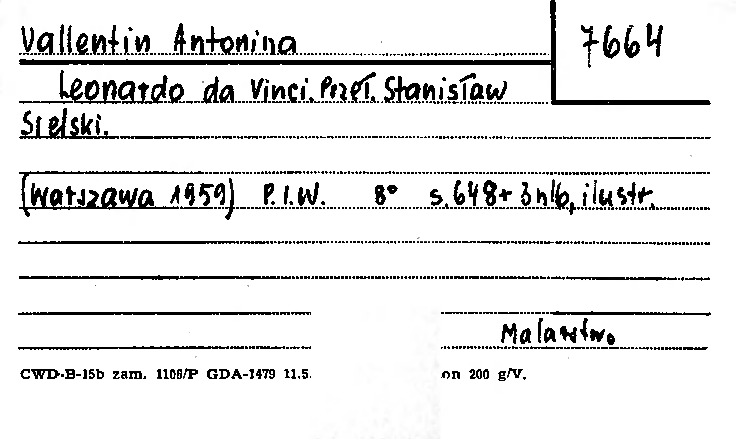 Vallentin Antonina
7664
Leonardo da Vinci. Przeł. Stanisław
Sielski.
(Warszawa 1959) P.I.W. 8° s.648+3nlb, ilustr.
Malarstwo
CWD-B-15b zam. 1106/P GDA-1479 11.5. on 200 g/V.